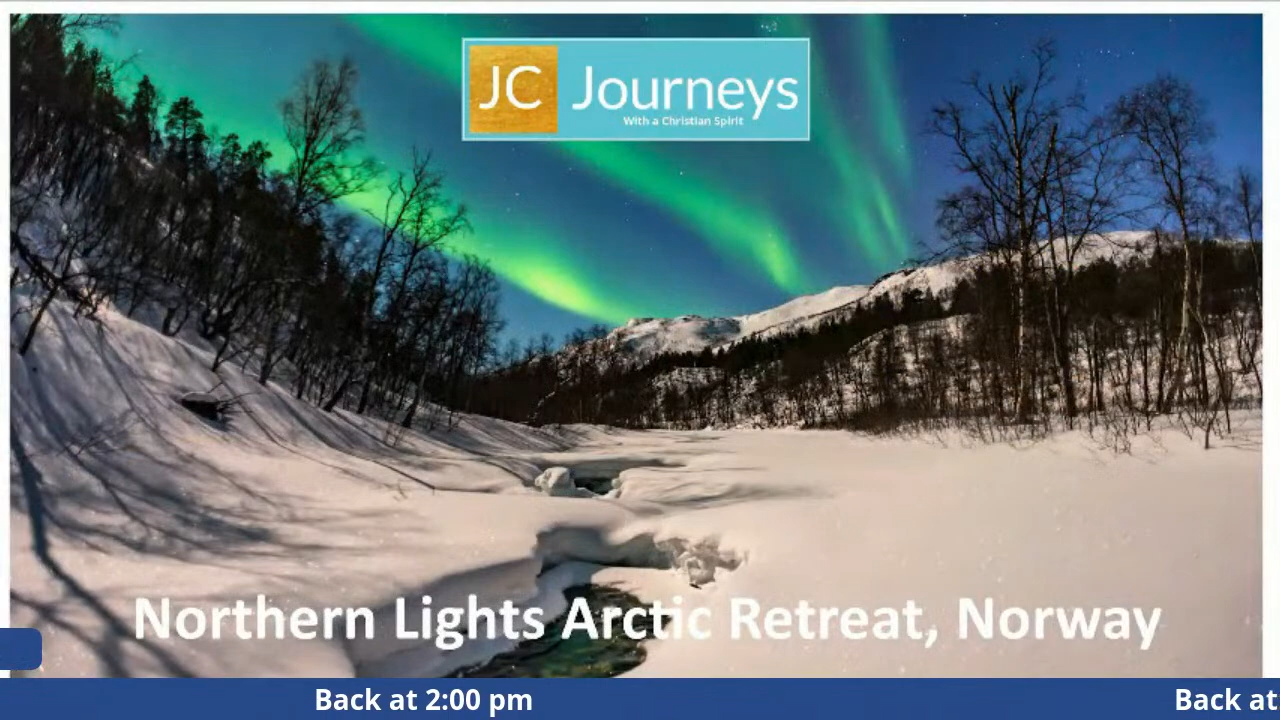 JC Journeys
With a Christian Spirit
Northern Lights Arctic Retreat, Norway
Back at 2:00 pm
Back at